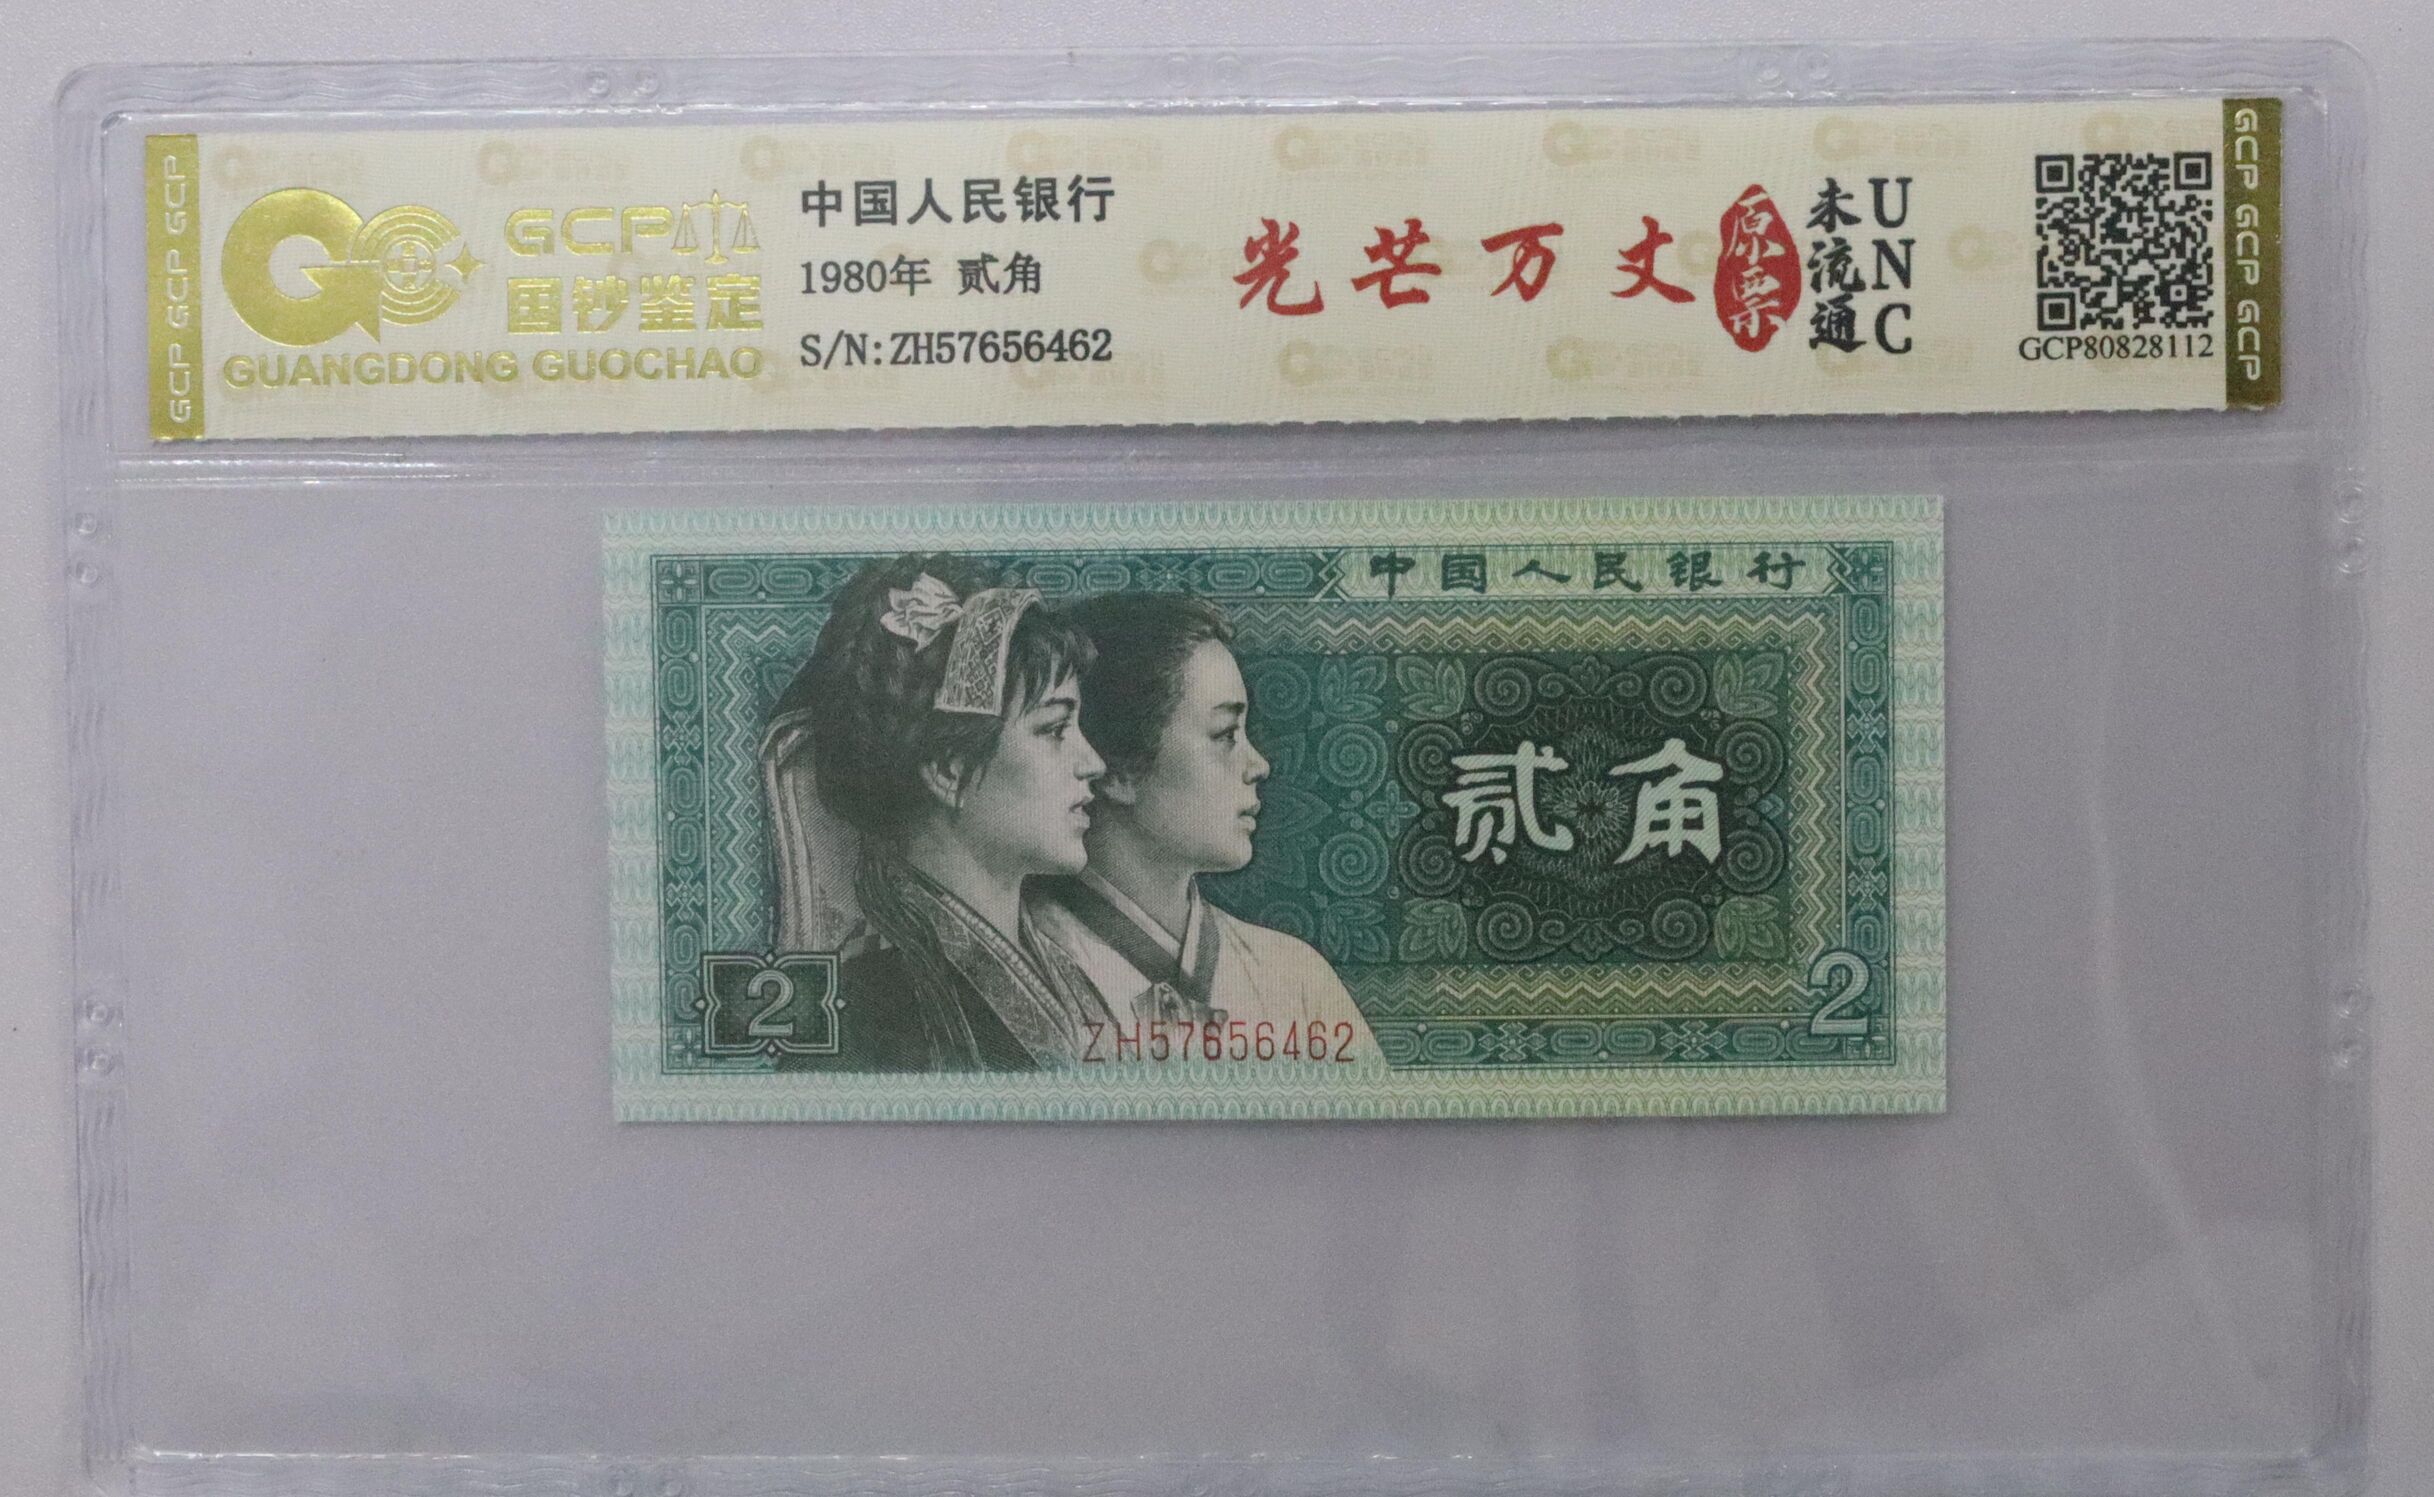 GCP GCP GCP GCP
GCP
国钞鉴定
GUANGDONG GUOCHAO
中国人民银行
1980年 贰角
S/N:ZH57656462
光芒万丈
原票
未流通
UNC
GCP80828112
GCP GCP GCP GCP
中国人民银行
贰角
2
2
ZH57656462